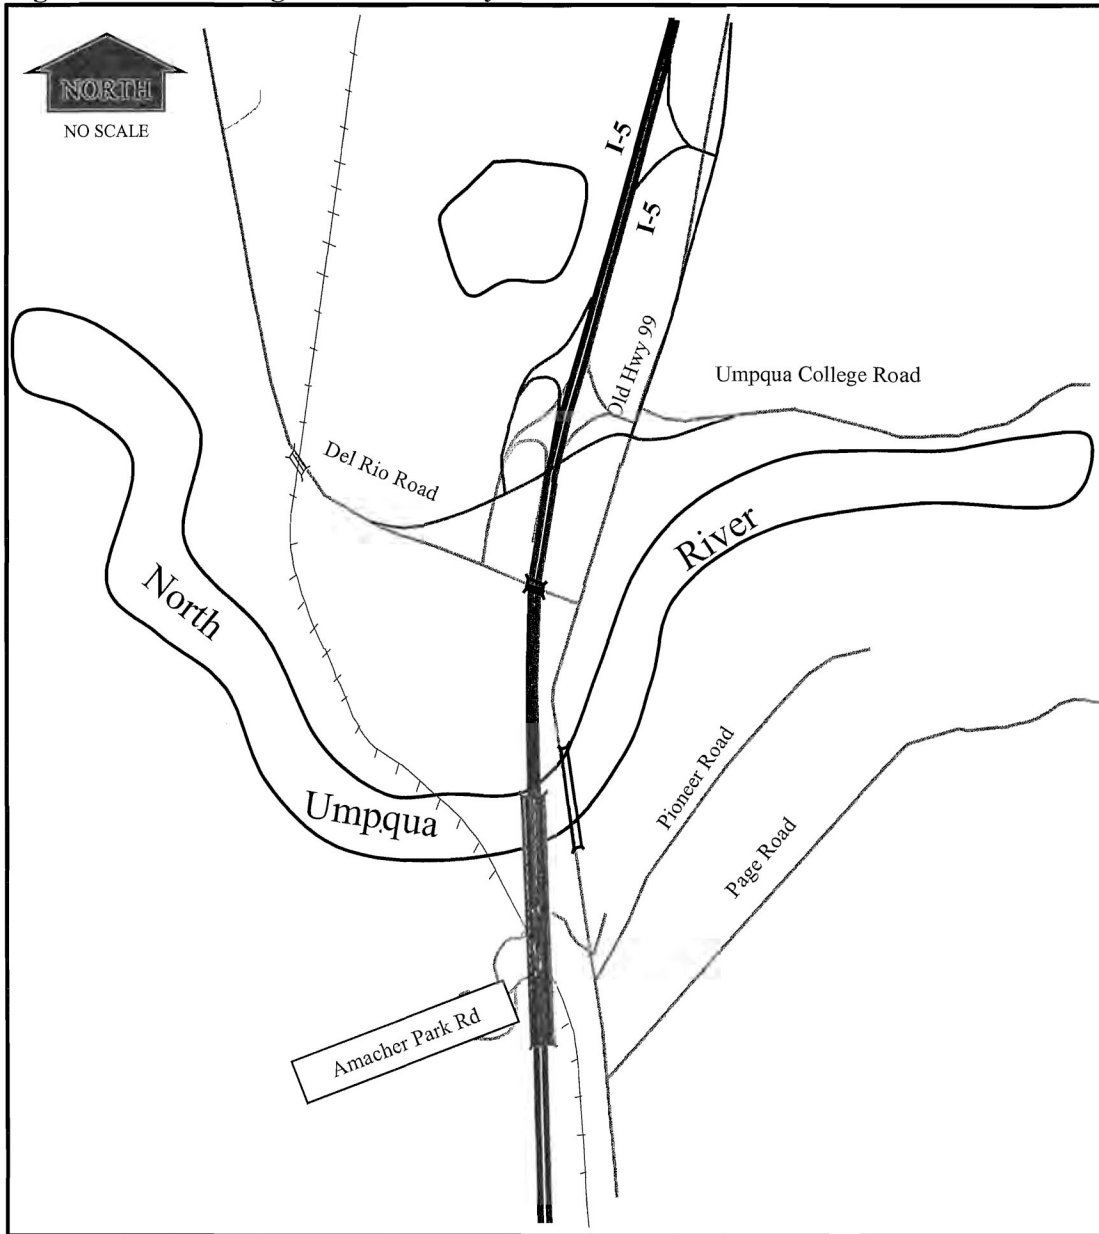 NORTH
NO SCALE
I-5
I-5
Old Hwy 99
Umpqua College Road
Del Rio Road
River
North
Pioneer Road
Umpqua
Page Road
Amacher Park Rd